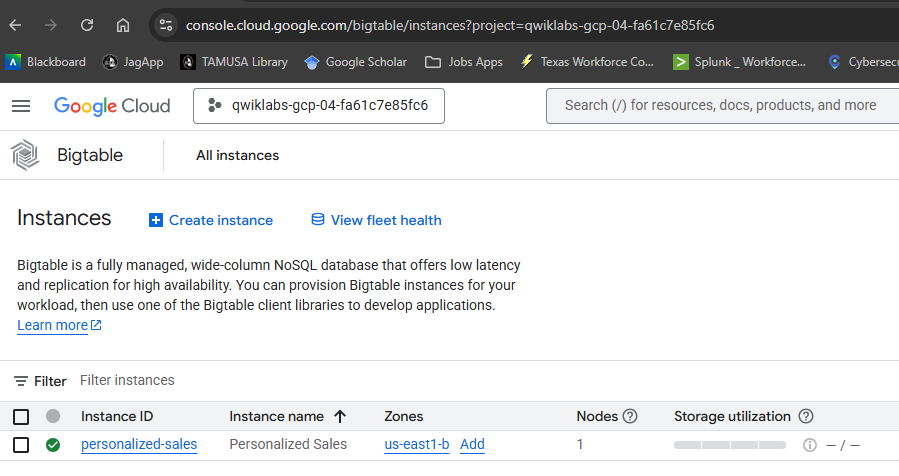 console.cloud.google.com/bigtable/instances?project=qwiklabs-gcp-04-fa61c7e85fc6
Blackboard JagApp TAMUSA Library Google Scholar Jobs Apps Texas Workforce Co... Splunk _ Workforce... Cybersecu
Google Cloud qwiklabs-gcp-04-fa61c7e85fc6 Search (/) for resources, docs, products, and more
Bigtable All instances
Instances Create instance View fleet health
Bigtable is a fully managed, wide-column NoSQL database that offers low latency
and replication for high availability. You can provision Bigtable instances for your
workload, then use one of the Bigtable client libraries to develop applications.
Learn more
Filter Filter instances
Instance ID Instance name Zones Nodes Storage utilization
personalized-sales Personalized Sales us-east1-b Add 1 — / —